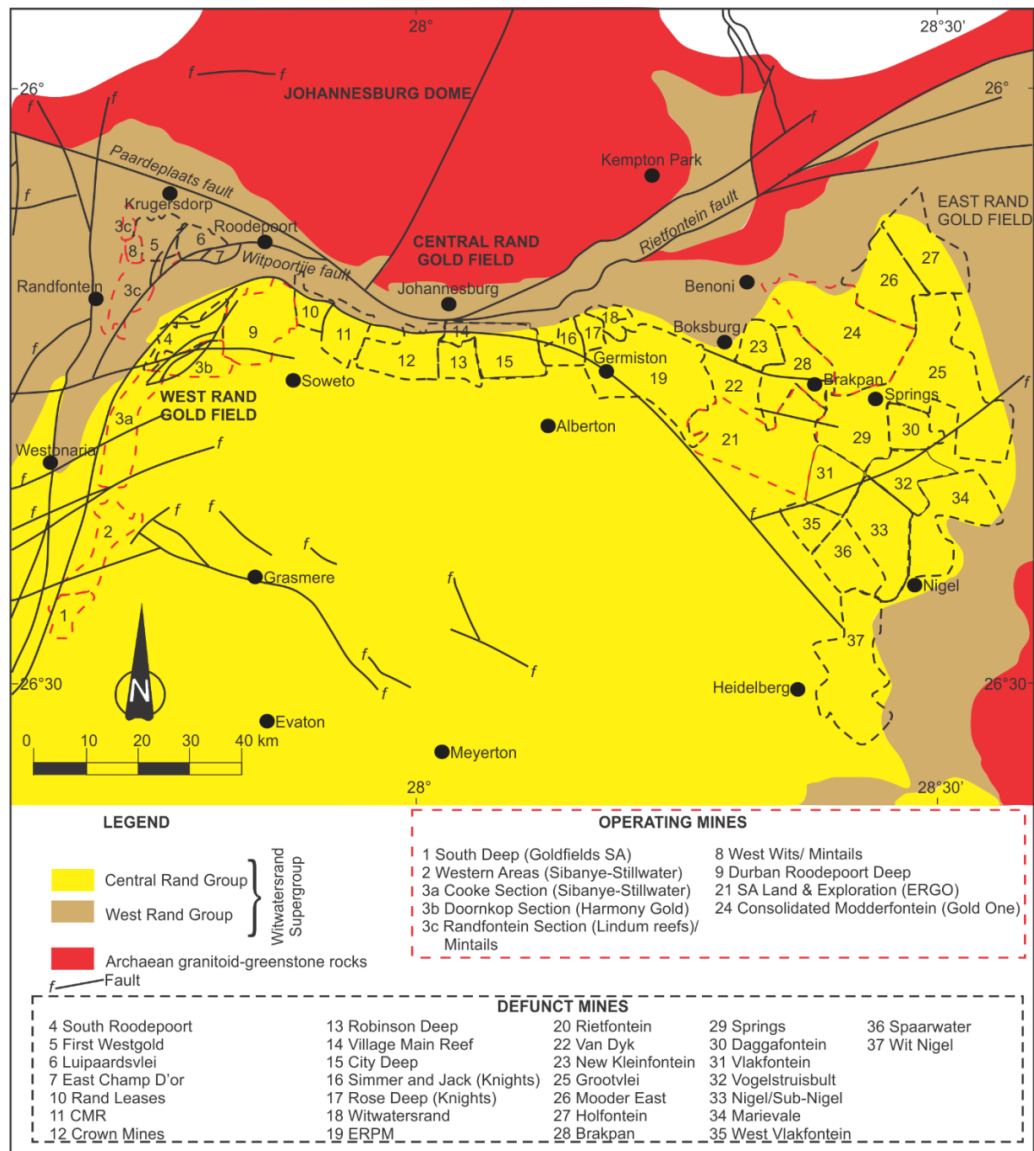 28°
28°30'
26°
26°
f
f
f
f
f
JOHANNESBURG DOME
Paardeplaats fault
Kempton Park
f
f
Krugersdorp
Rietfontein fault
EAST RAND
GOLD FIELD
3c
8
5
6
7
Roodepoort
Witpoortjie fault
CENTRAL RAND
GOLD FIELD
27
26
Randfontein
3c
Johannesburg
Benoni
24
4
9
10
11
14
18
16
17
Boksburg
23
28
25
3b
12
13
15
Germiston
19
22
Brakpan
Springs
f
WEST RAND
GOLD FIELD
Soweto
3a
Alberton
21
29
30
Westonaria
f
f
f
31
32
34
f
2
f
f
f
f
35
33
36
1
Grasmere
f
f
Nigel
f
f
37
26°30
Heidelberg
26°30
N
Evaton
0 10 20 30 40 km
Meyerton
28°
28°30'
LEGEND
Central Rand Group
West Rand Group
Witwatersrand
Supergroup
Archaean granitoid-greenstone rocks
f Fault
OPERATING MINES
1 South Deep (Goldfields SA)
2 Western Areas (Sibanye-Stillwater)
3a Cooke Section (Sibanye-Stillwater)
3b Doornkop Section (Harmony Gold)
3c Randfontein Section (Lindum reefs)/
Mintails
8 West Wits/ Mintails
9 Durban Roodepoort Deep
21 SA Land & Exploration (ERGO)
24 Consolidated Modderfontein (Gold One)
DEFUNCT MINES
4 South Roodepoort
5 First Westgold
6 Luipaardsvlei
7 East Champ D'or
10 Rand Leases
11 CMR
12 Crown Mines
13 Robinson Deep
14 Village Main Reef
15 City Deep
16 Simmer and Jack (Knights)
17 Rose Deep (Knights)
18 Witwatersrand
19 ERPM
20 Rietfontein
22 Van Dyk
23 New Kleinfontein
25 Grootvlei
26 Mooder East
27 Holfontein
28 Brakpan
29 Springs
30 Daggafontein
31 Vlakfontein
32 Vogelstruisbult
33 Nigel/Sub-Nigel
34 Marievale
35 West Vlakfontein
36 Spaarwater
37 Wit Nigel